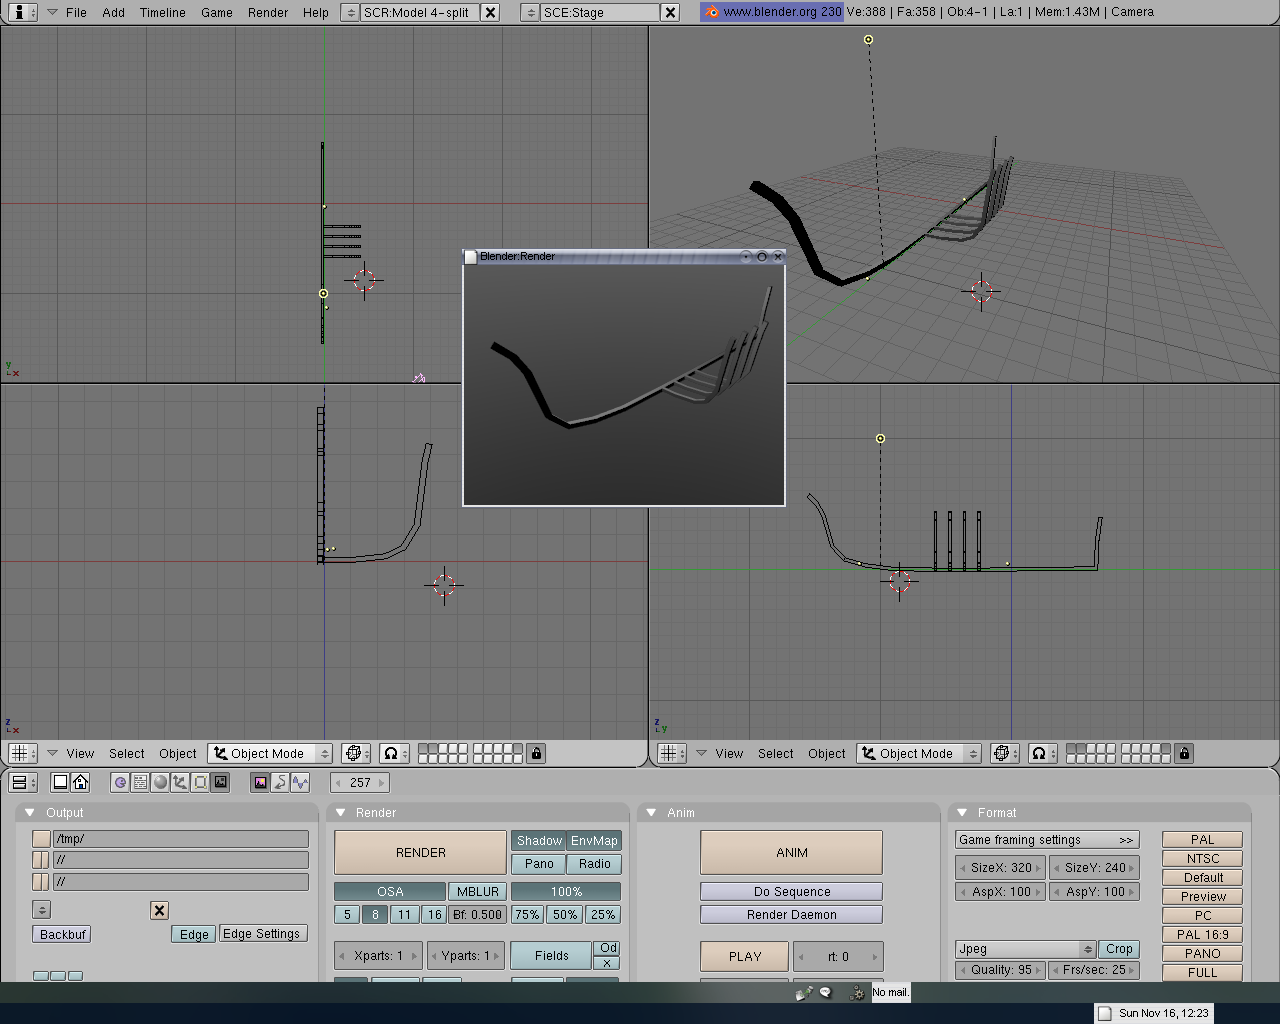 File Add Timeline Game Render Help SCR:Model 4-split SCE:Stage www.blender.org 230 Ve:388 | Fa:358 | Ob:4-1 | La:1 | Mem:1.43M | Camera
Blender:Render
y x
z x
z y
View Select Object Object Mode
View Select Object Object Mode
257
Output
/tmp/
//
//
Backbuf Edge Edge Settings
Render
RENDER Shadow EnvMap
Pano Radio
OSA MBLUR 100%
5 8 11 16 Bf: 0.500 75% 50% 25%
Xparts: 1 Yparts: 1 Fields Od
x
Anim
ANIM
Do Sequence
Render Daemon
PLAY rt: 0
Format
Game framing settings >>
SizeX: 320 SizeY: 240
AspX: 100 AspY: 100
Jpeg Crop
Quality: 95 Frs/sec: 25
PAL
NTSC
Default
Preview
PC
PAL 16:9
PANO
FULL
No mail.
Sun Nov 16, 12:23